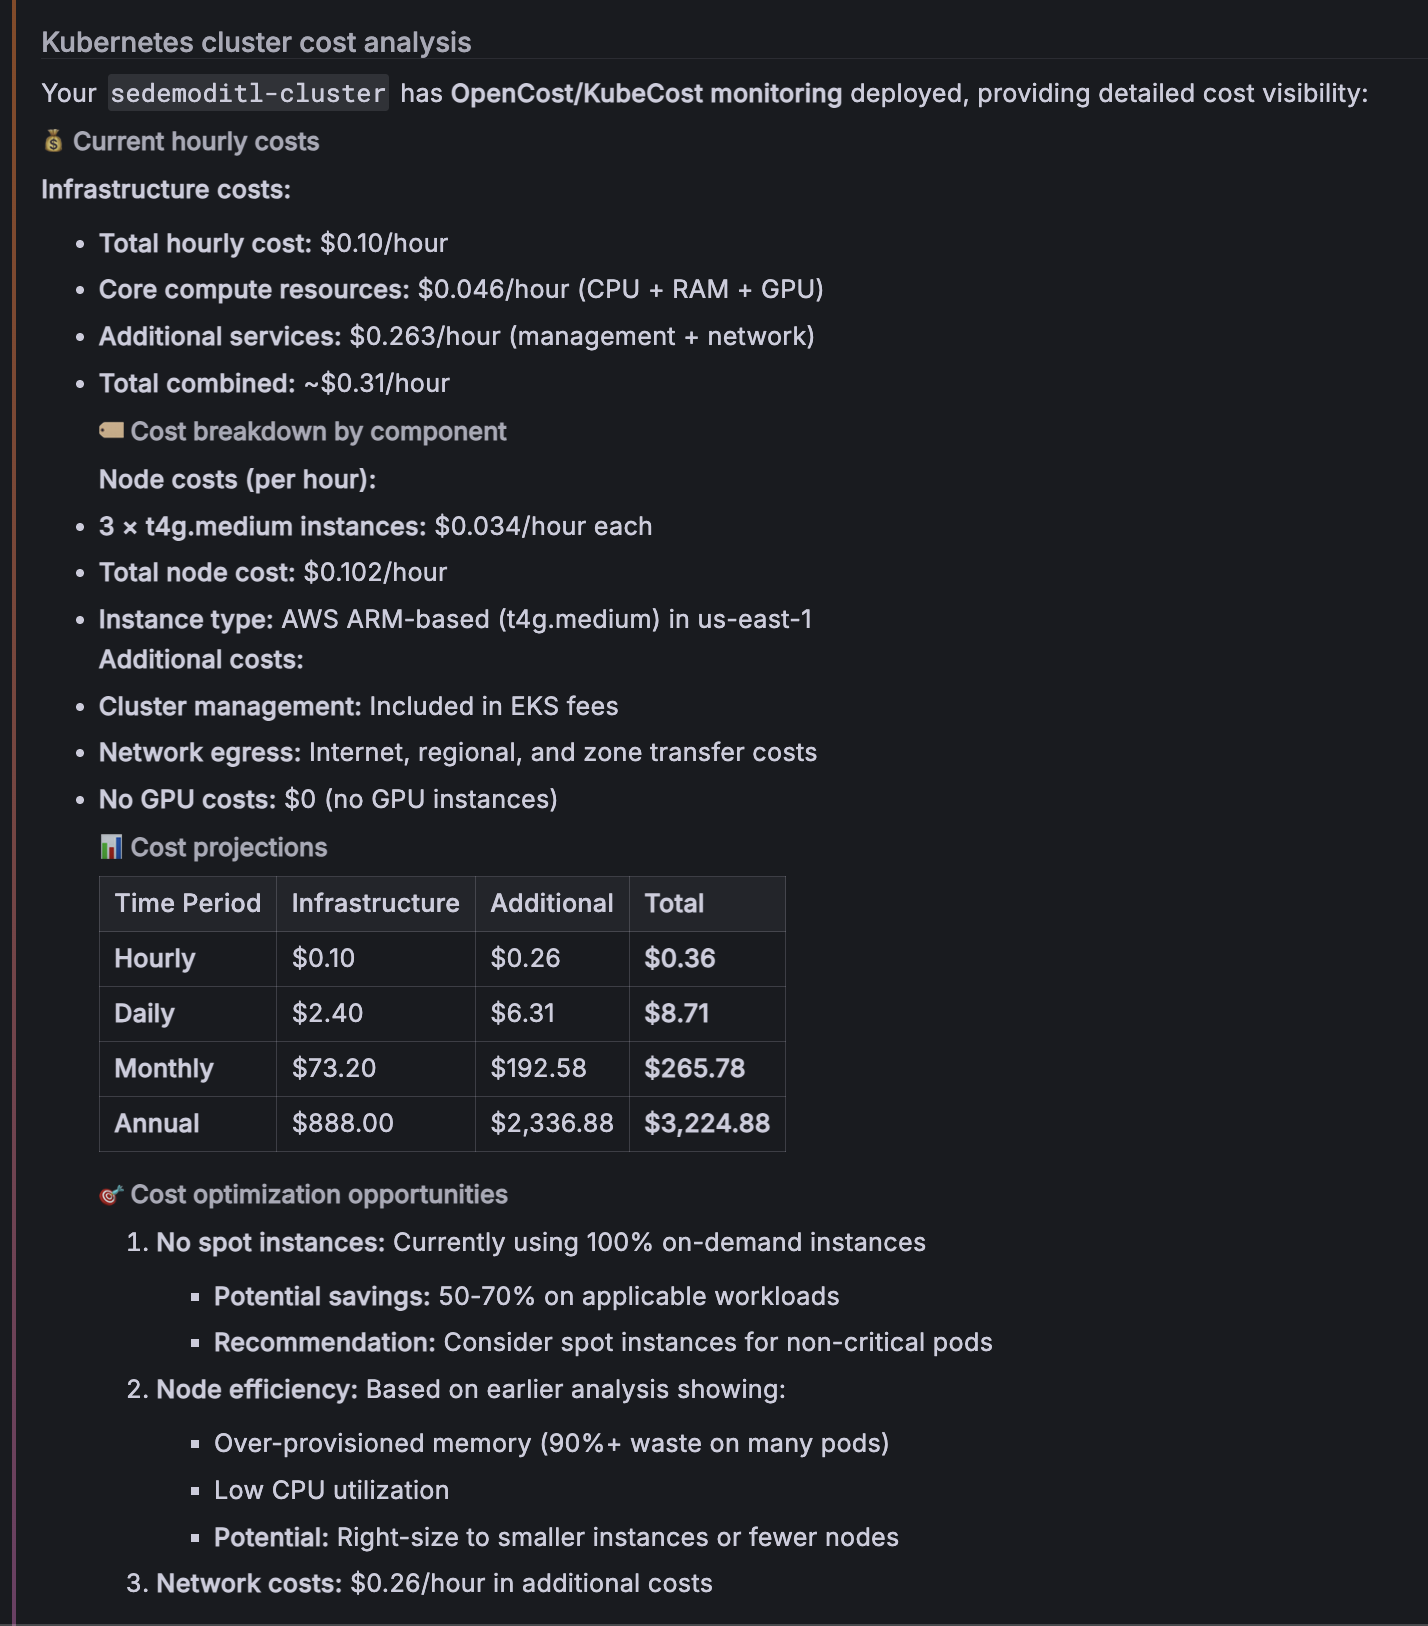 Kubernetes cluster cost analysis
Your sedemoditl-cluster has OpenCost/KubeCost monitoring deployed, providing detailed cost visibility:
💰 Current hourly costs
Infrastructure costs:
• Total hourly cost: $0.10/hour
• Core compute resources: $0.046/hour (CPU + RAM + GPU)
• Additional services: $0.263/hour (management + network)
• Total combined: ~$0.31/hour
🏷️ Cost breakdown by component
Node costs (per hour):
• 3 × t4g.medium instances: $0.034/hour each
• Total node cost: $0.102/hour
• Instance type: AWS ARM-based (t4g.medium) in us-east-1
Additional costs:
• Cluster management: Included in EKS fees
• Network egress: Internet, regional, and zone transfer costs
• No GPU costs: $0 (no GPU instances)
📊 Cost projections
Time Period Infrastructure Additional Total
Hourly $0.10 $0.26 $0.36
Daily $2.40 $6.31 $8.71
Monthly $73.20 $192.58 $265.78
Annual $888.00 $2,336.88 $3,224.88
🎯 Cost optimization opportunities
1. No spot instances: Currently using 100% on-demand instances
▪ Potential savings: 50-70% on applicable workloads
▪ Recommendation: Consider spot instances for non-critical pods
2. Node efficiency: Based on earlier analysis showing:
▪ Over-provisioned memory (90%+ waste on many pods)
▪ Low CPU utilization
▪ Potential: Right-size to smaller instances or fewer nodes
3. Network costs: $0.26/hour in additional costs